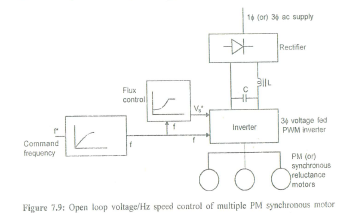 1ϕ (or) 3ϕ ac supply
Rectifier
L
C
Flux
control
Vs*
f
f*
Command
frequency
f
f
Inverter
3ϕ voltage fed
PWM inverter
PM (or)
synchronous
reluctance
motors
Figure 7.9: Open loop voltage/Hz speed control of multiple PM synchronous motor